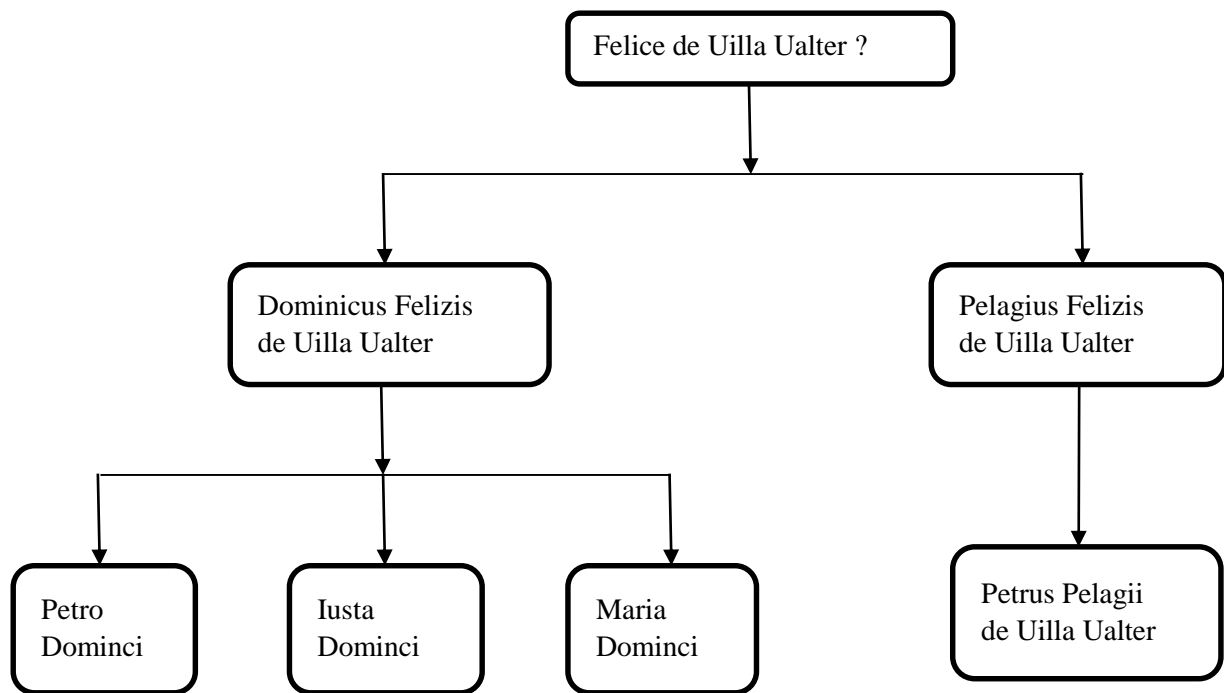 Felice de Uilla Ualter ?
Dominicus Felizis
de Uilla Ualter
Pelagius Felizis
de Uilla Ualter
Petro
Dominci
Iusta
Dominci
Maria
Dominci
Petrus Pelagii
de Uilla Ualter